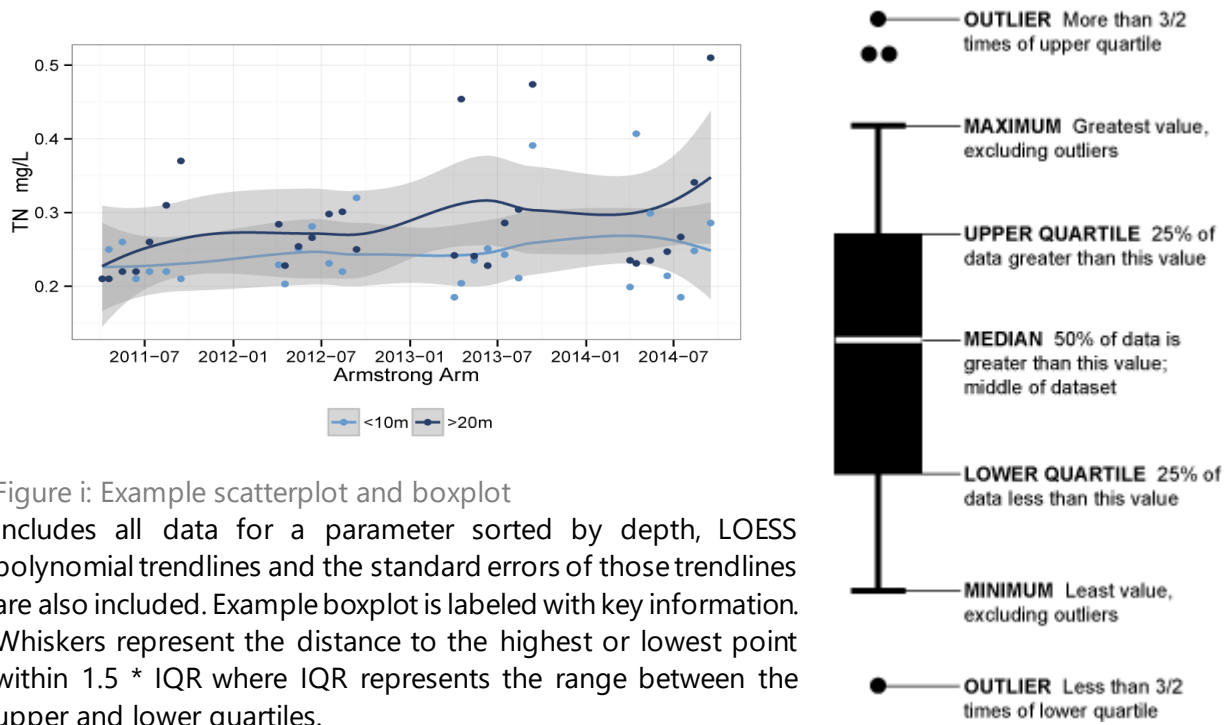 0.5
0.4
0.3
0.2
TN mg/L
2011−07 2012−01 2012−07 2013−01 2013−07 2014−01 2014−07
Armstrong Arm
<10m >20m
Figure i: Example scatterplot and boxplot
includes all data for a parameter sorted by depth, LOESS
polynomial trendlines and the standard errors of those trendlines
are also included. Example boxplot is labeled with key information.
Whiskers represent the distance to the highest or lowest point
within 1.5 * IQR where IQR represents the range between the
upper and lower quartiles.
OUTLIER More than 3/2
times of upper quartile
MAXIMUM Greatest value,
excluding outliers
UPPER QUARTILE 25% of
data greater than this value
MEDIAN 50% of data is
greater than this value;
middle of dataset
LOWER QUARTILE 25% of
data less than this value
MINIMUM Least value,
excluding outliers
OUTLIER Less than 3/2
times of lower quartile